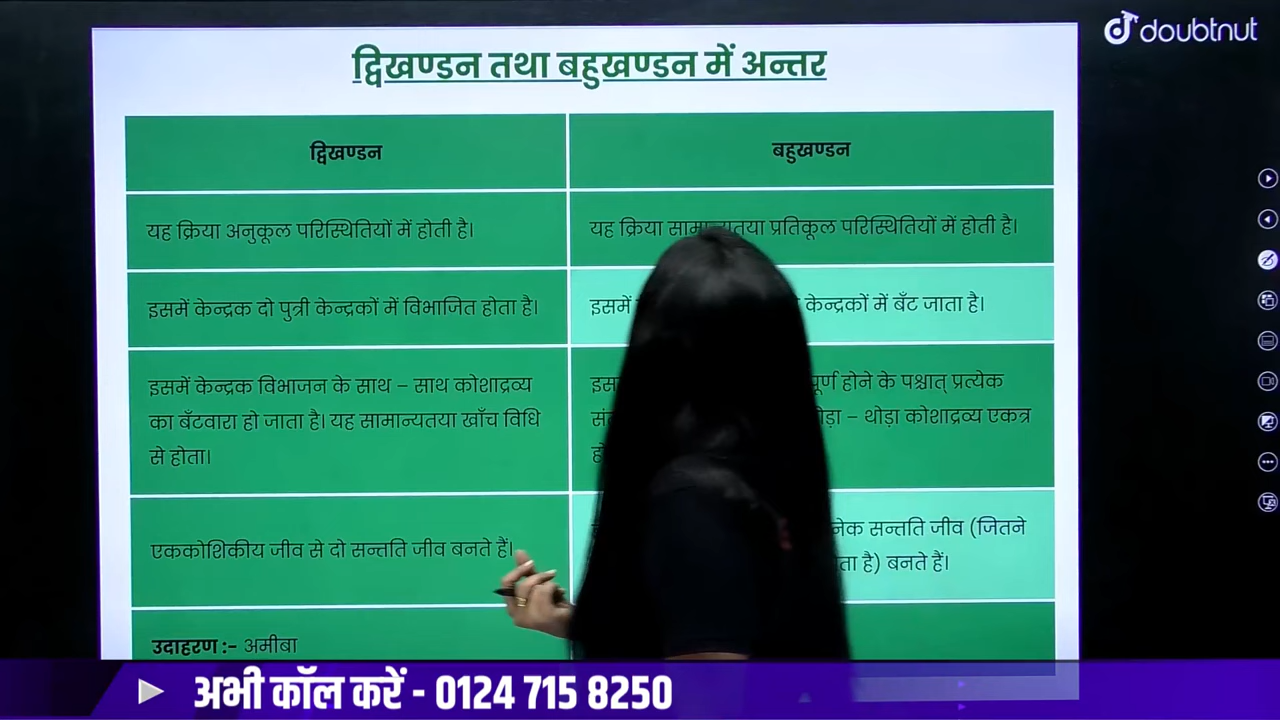 doubtnut
द्विखण्डन तथा बहुखण्डन में अन्तर
द्विखण्डन
बहुखण्डन
यह क्रिया अनुकूल परिस्थितियों में होती है।
यह क्रिया सामान्यतया प्रतिकूल परिस्थितियों में होती है।
इसमें केन्द्रक दो पुत्री केन्द्रकों में विभाजित होता है।
इसमें केन्द्रकों में बँट जाता है।
इसमें केन्द्रक विभाजन के साथ – साथ कोशाद्रव्य
का बँटवारा हो जाता है। यह सामान्यतया खाँच विधि
से होता।
होने के पश्चात् प्रत्येक
– थोड़ा कोशाद्रव्य एकत्र
एककोशिकीय जीव से दो सन्तति जीव बनते हैं।
सन्तति जीव (जितने
है) बनते हैं।
उदाहरण :- अमीबा
अभी कॉल करें - 0124 715 8250